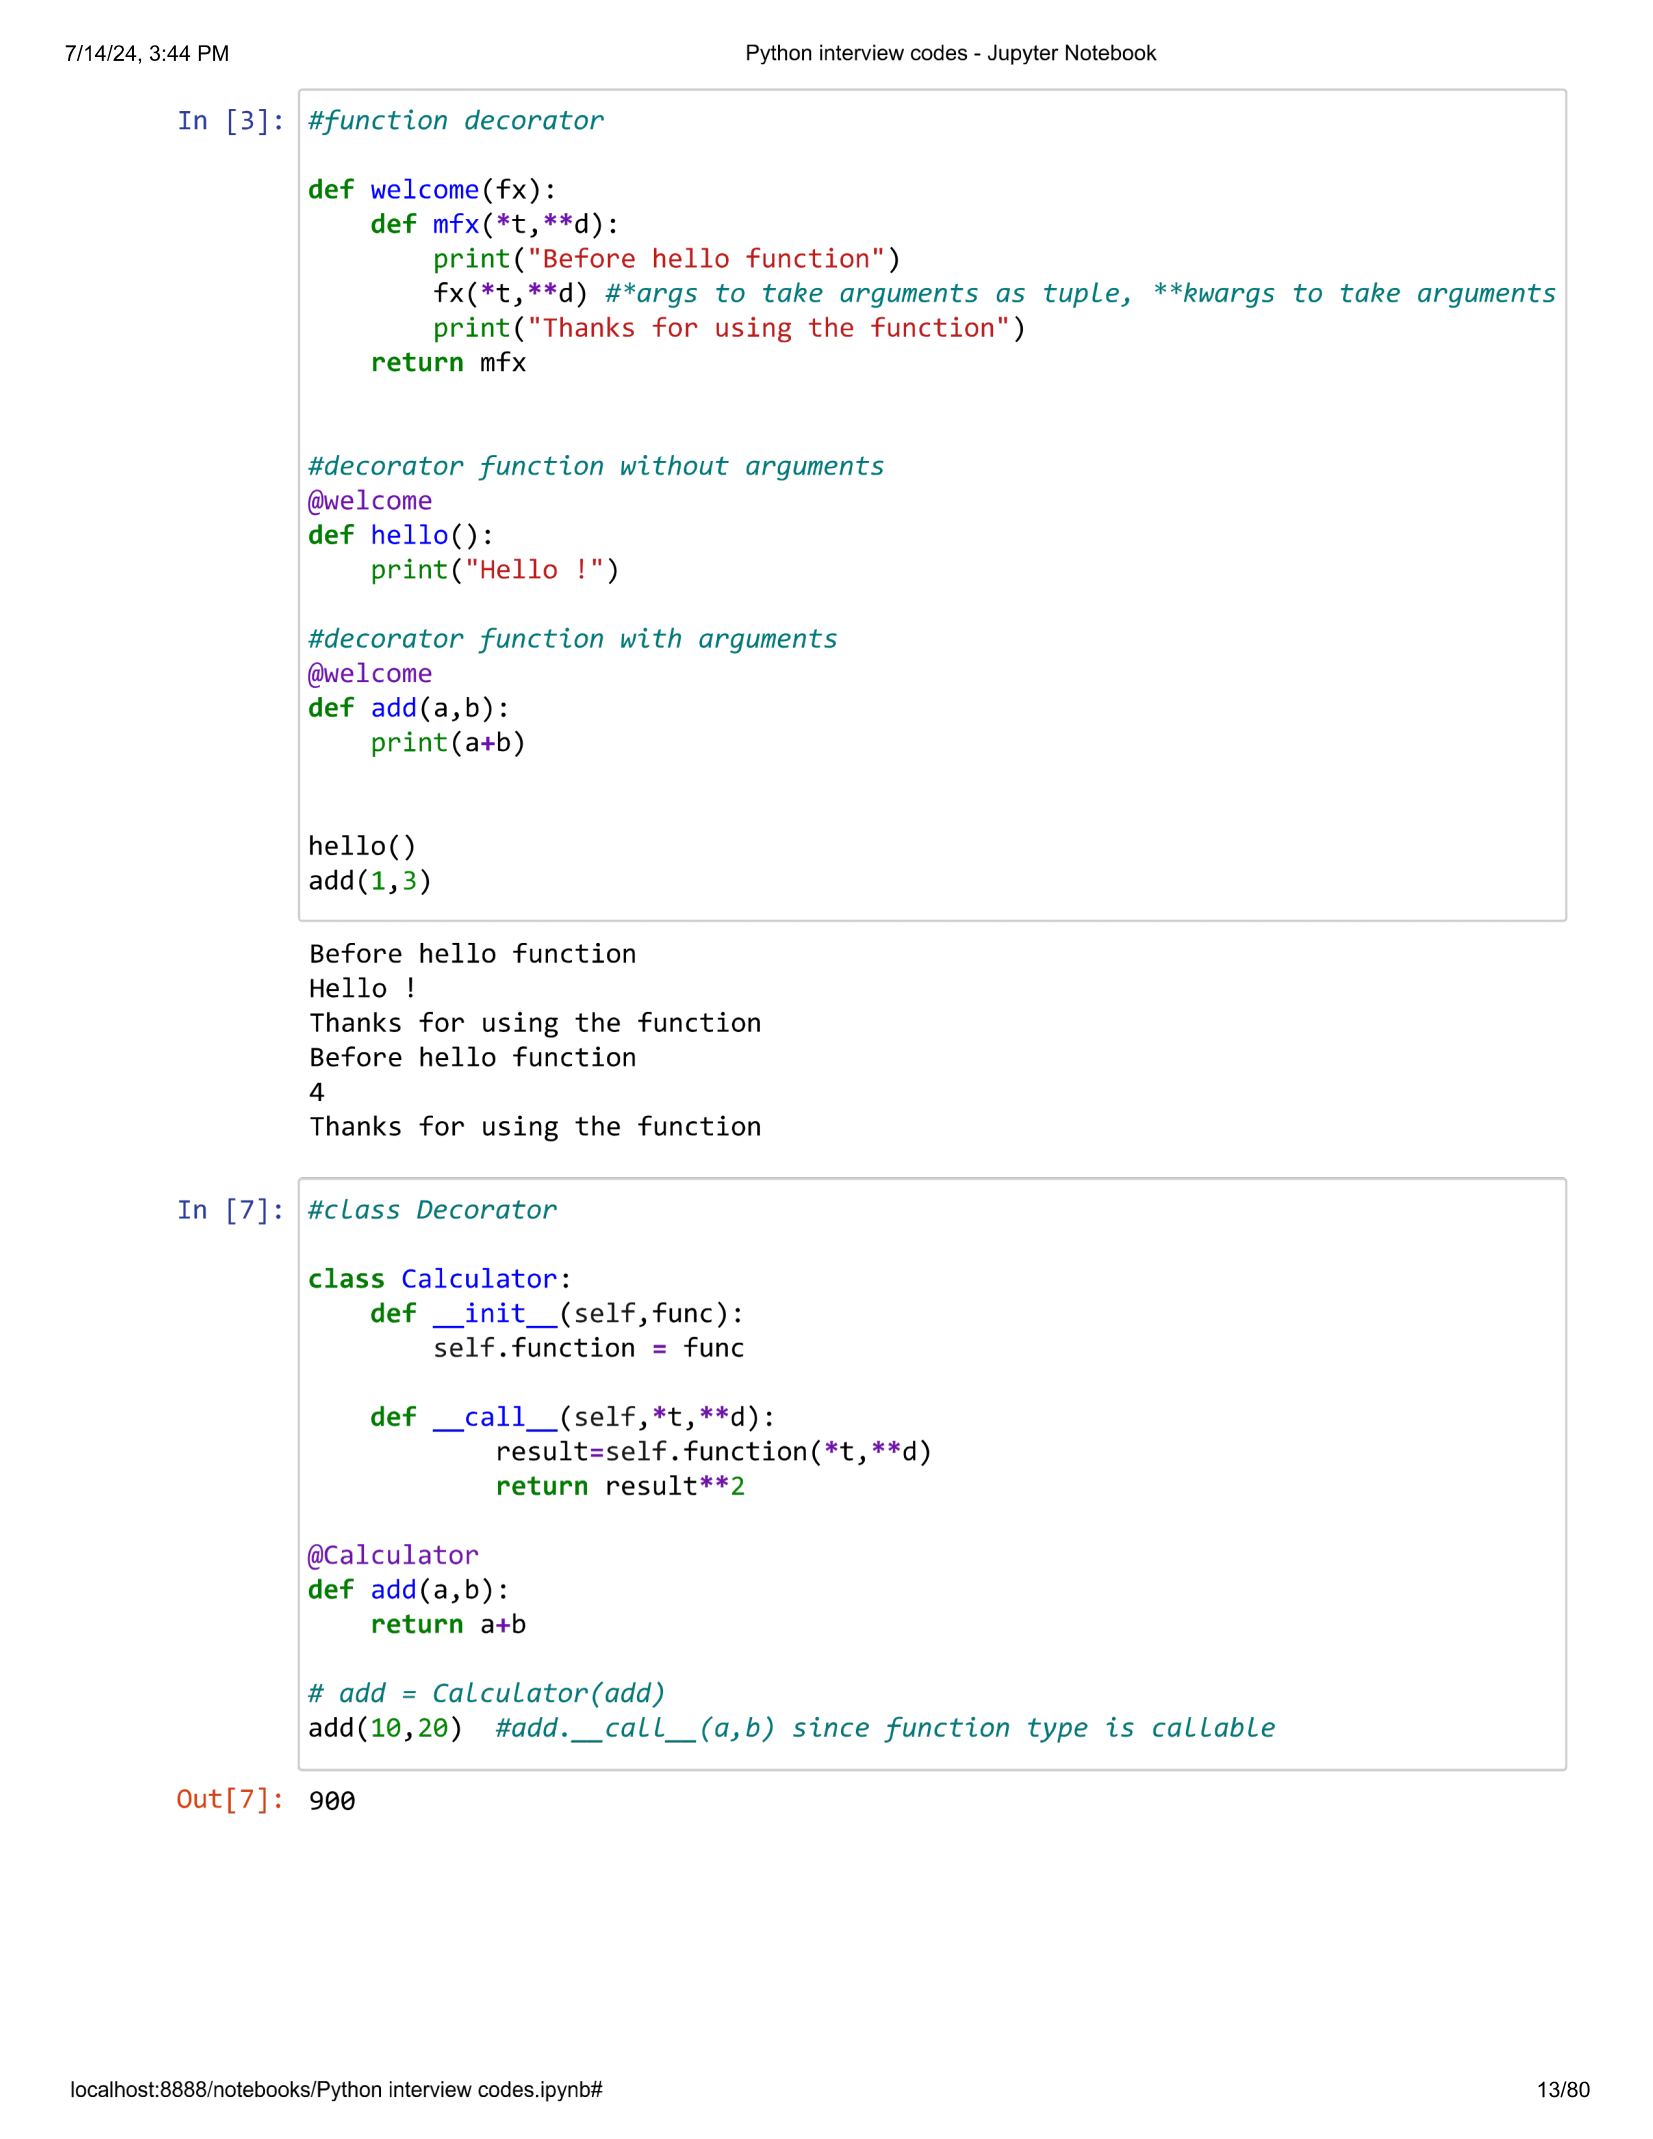 7/14/24, 3:44 PM Python interview codes - Jupyter Notebook
In [3]: #function decorator
def welcome(fx):
    def mfx(*t,**d):
        print("Before hello function")
        fx(*t,**d) #*args to take arguments as tuple, **kwargs to take arguments
        print("Thanks for using the function")
    return mfx
#decorator function without arguments
@welcome
def hello():
    print("Hello !")
#decorator function with arguments
@welcome
def add(a,b):
    print(a+b)
hello()
add(1,3)
Before hello function
Hello !
Thanks for using the function
Before hello function
4
Thanks for using the function
In [7]: #class Decorator
class Calculator:
    def __init__(self,func):
        self.function = func
    def __call__(self,*t,**d):
            result=self.function(*t,**d)
            return result**2
@Calculator
def add(a,b):
    return a+b
# add = Calculator(add)
add(10,20)  #add.__call__(a,b) since function type is callable
Out[7]: 900
localhost:8888/notebooks/Python interview codes.ipynb# 13/80